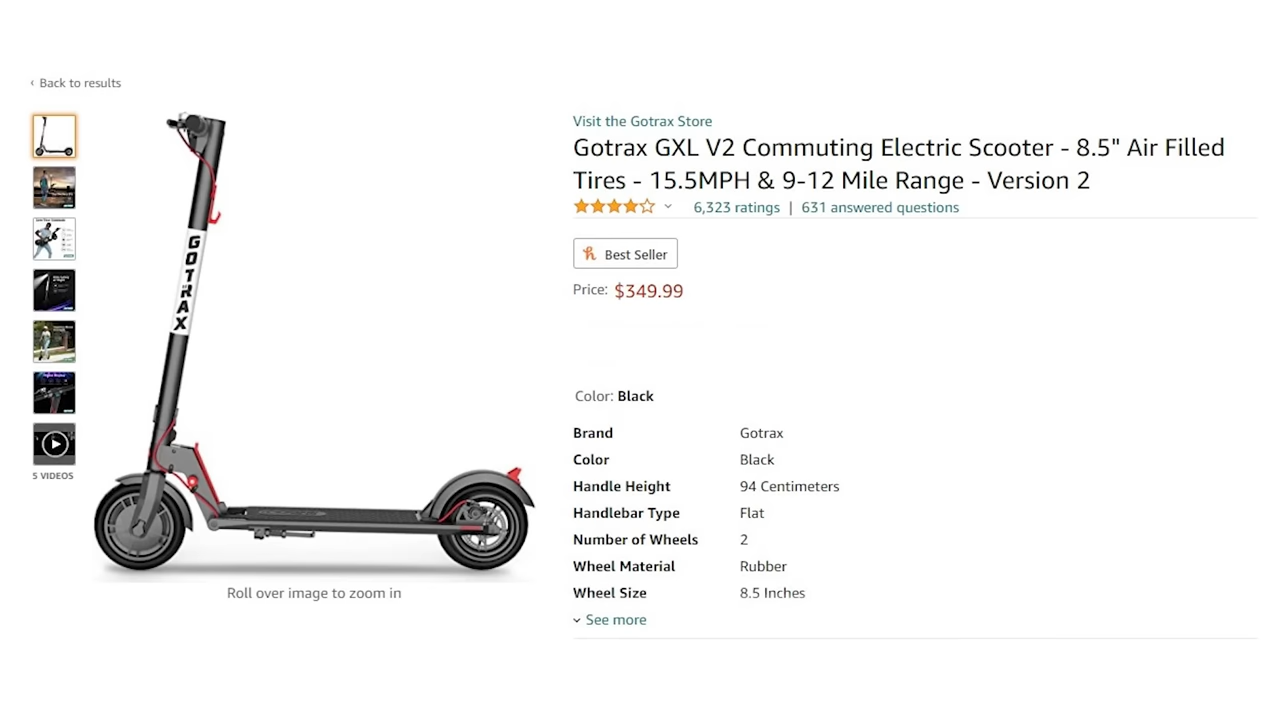 ‹ Back to results
Visit the Gotrax Store
Gotrax GXL V2 Commuting Electric Scooter - 8.5" Air Filled
Tires - 15.5MPH & 9-12 Mile Range - Version 2
6,323 ratings | 631 answered questions
Best Seller
Price: $349.99
GOTRAX
Color: Black
Brand Gotrax
Color Black
Handle Height 94 Centimeters
Handlebar Type Flat
Number of Wheels 2
Wheel Material Rubber
Wheel Size 8.5 Inches
See more
5 VIDEOS
Roll over image to zoom in